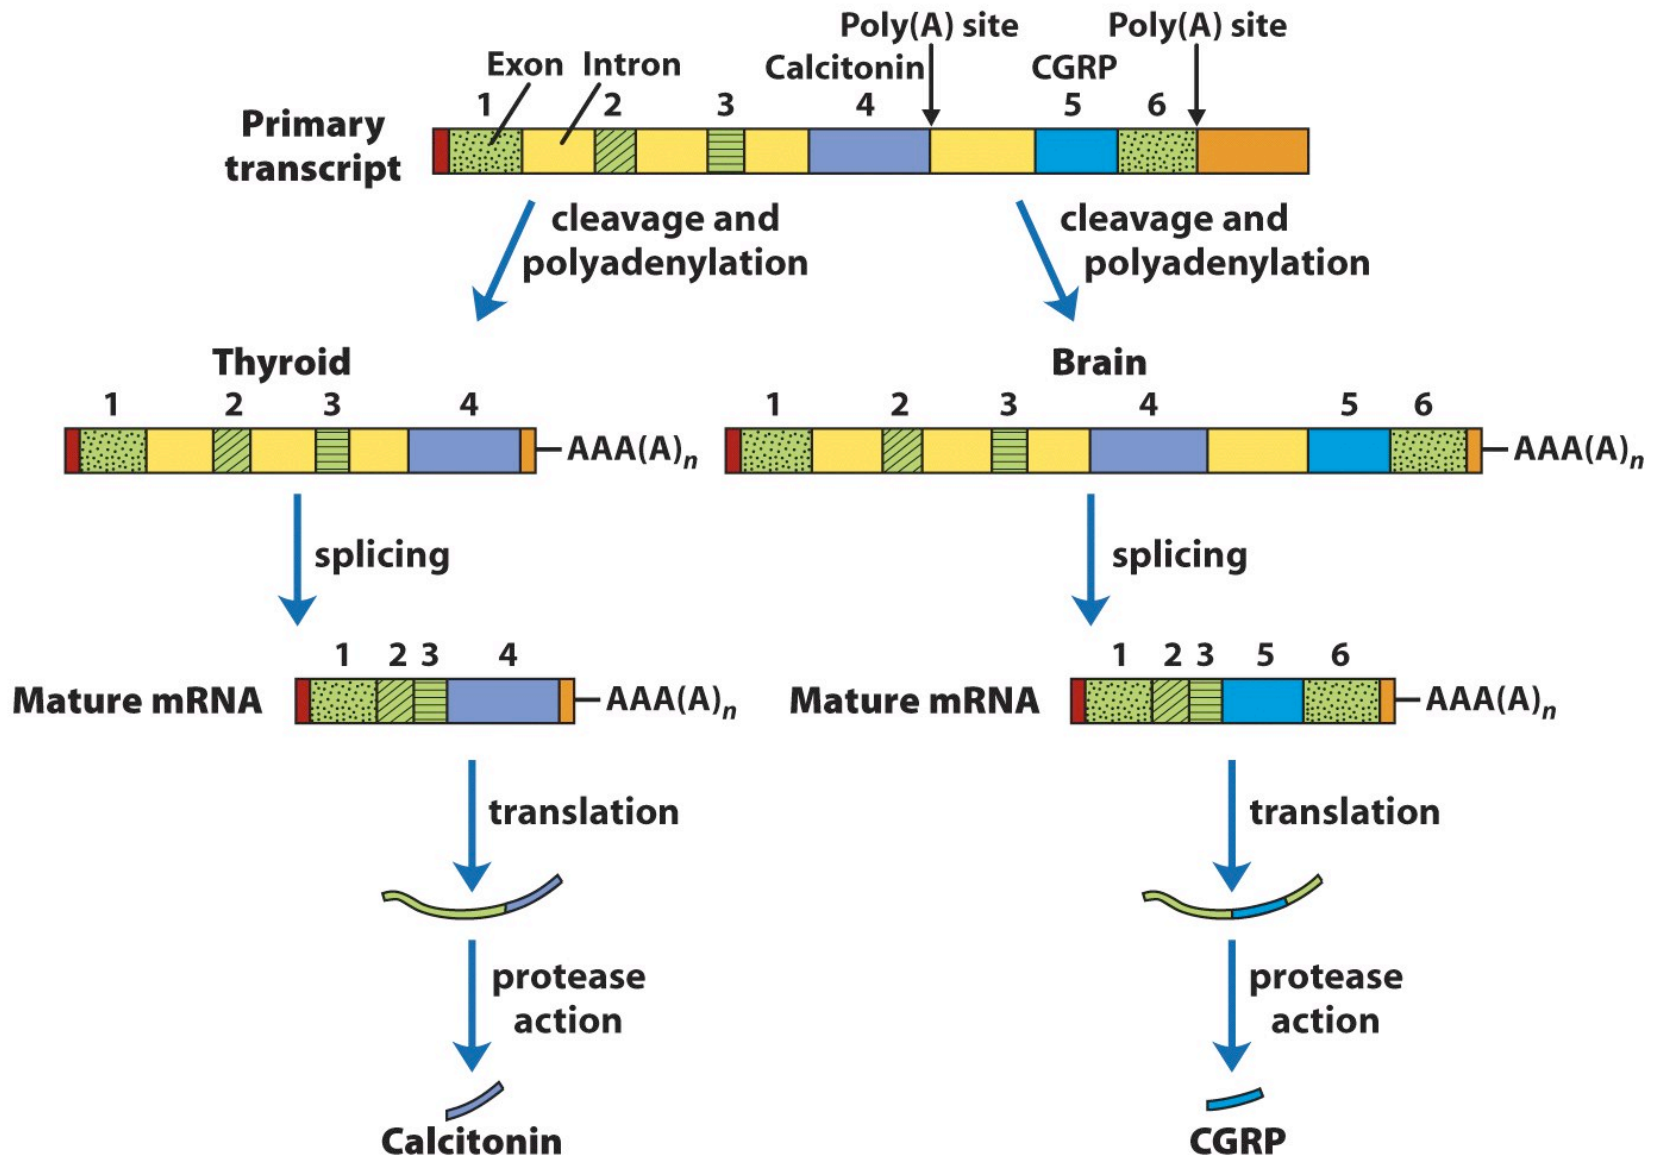 Poly(A) site Poly(A) site
Exon Intron Calcitonin CGRP
1 2 3 4 5 6
Primary
transcript
cleavage and
polyadenylation
cleavage and
polyadenylation
Thyroid
1 2 3 4
AAA(A)n
Brain
1 2 3 4 5 6
AAA(A)n
splicing
splicing
1 2 3 4
Mature mRNA AAA(A)n
1 2 3 5 6
Mature mRNA AAA(A)n
translation
translation
protease
action
protease
action
Calcitonin
CGRP